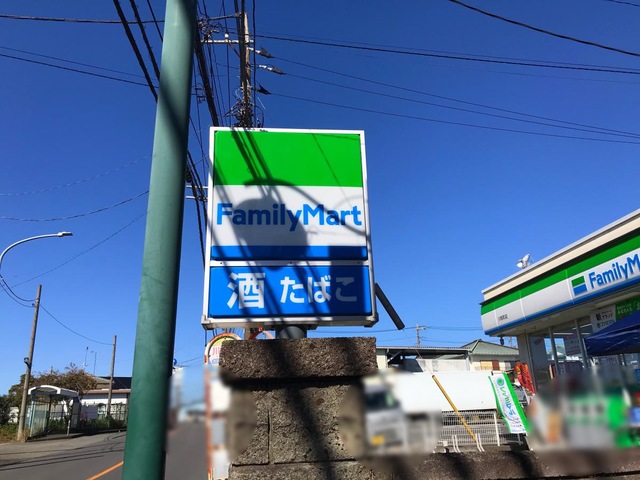 FamilyMart
酒 たばこ
FamilyM